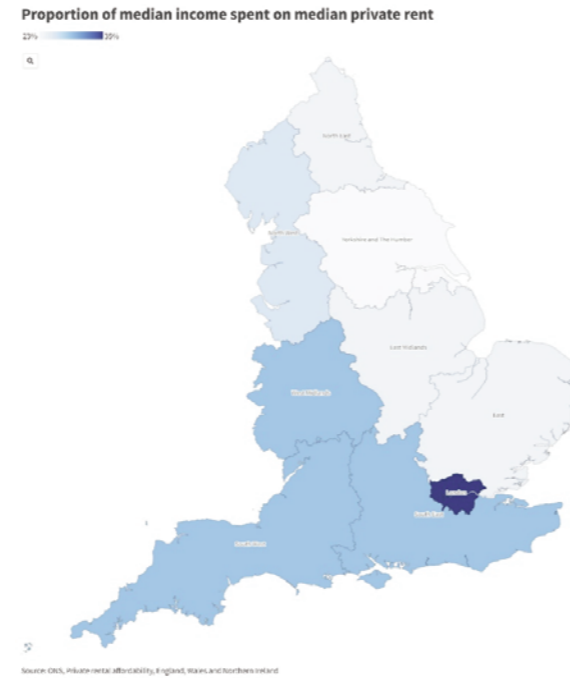 Proportion of median income spent on median private rent
23%
North East
North West
Yorkshire and The Humber
East Midlands
West Midlands
East
London
South East
South West
Source: ONS, Private rental affordability, England, Wales and Northern Ireland